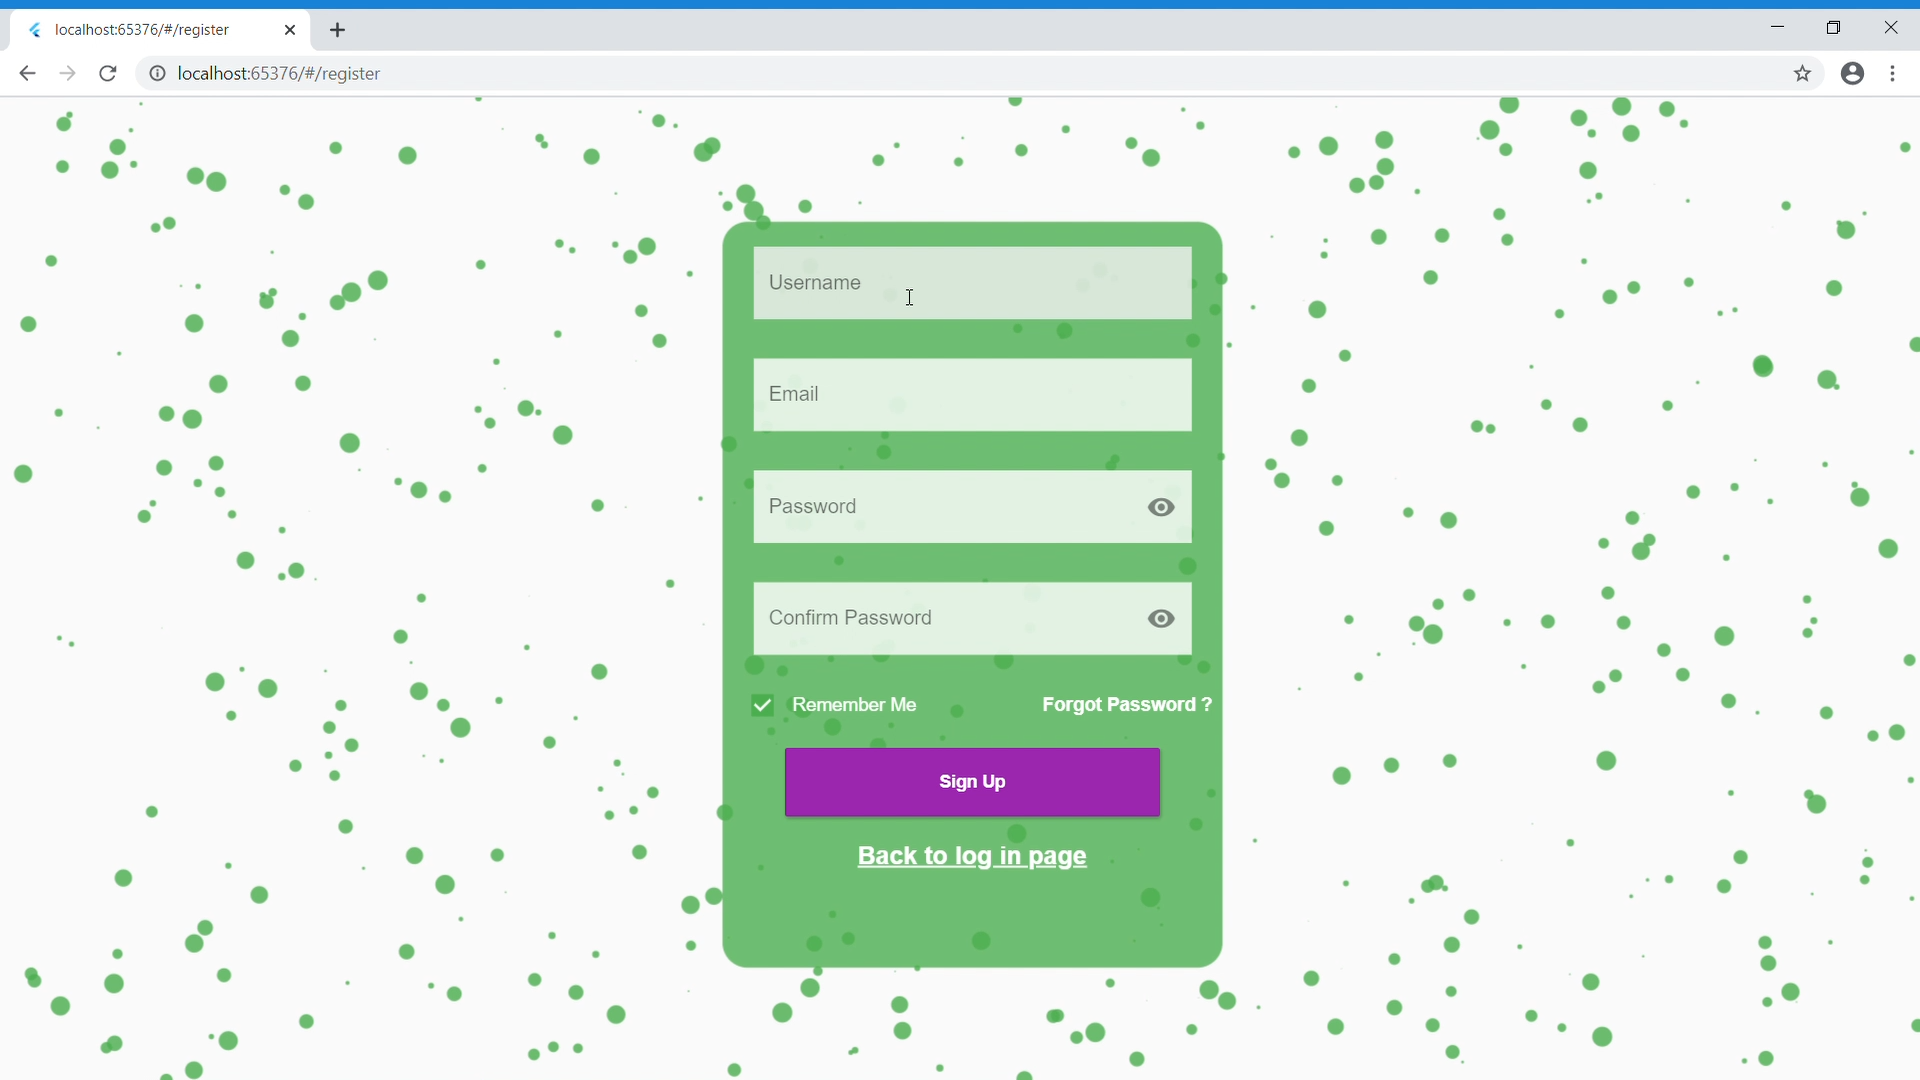 localhost:65376/#/register
localhost:65376/#/register
Username
Email
Password
Confirm Password
Remember Me
Forgot Password ?
Sign Up
Back to log in page